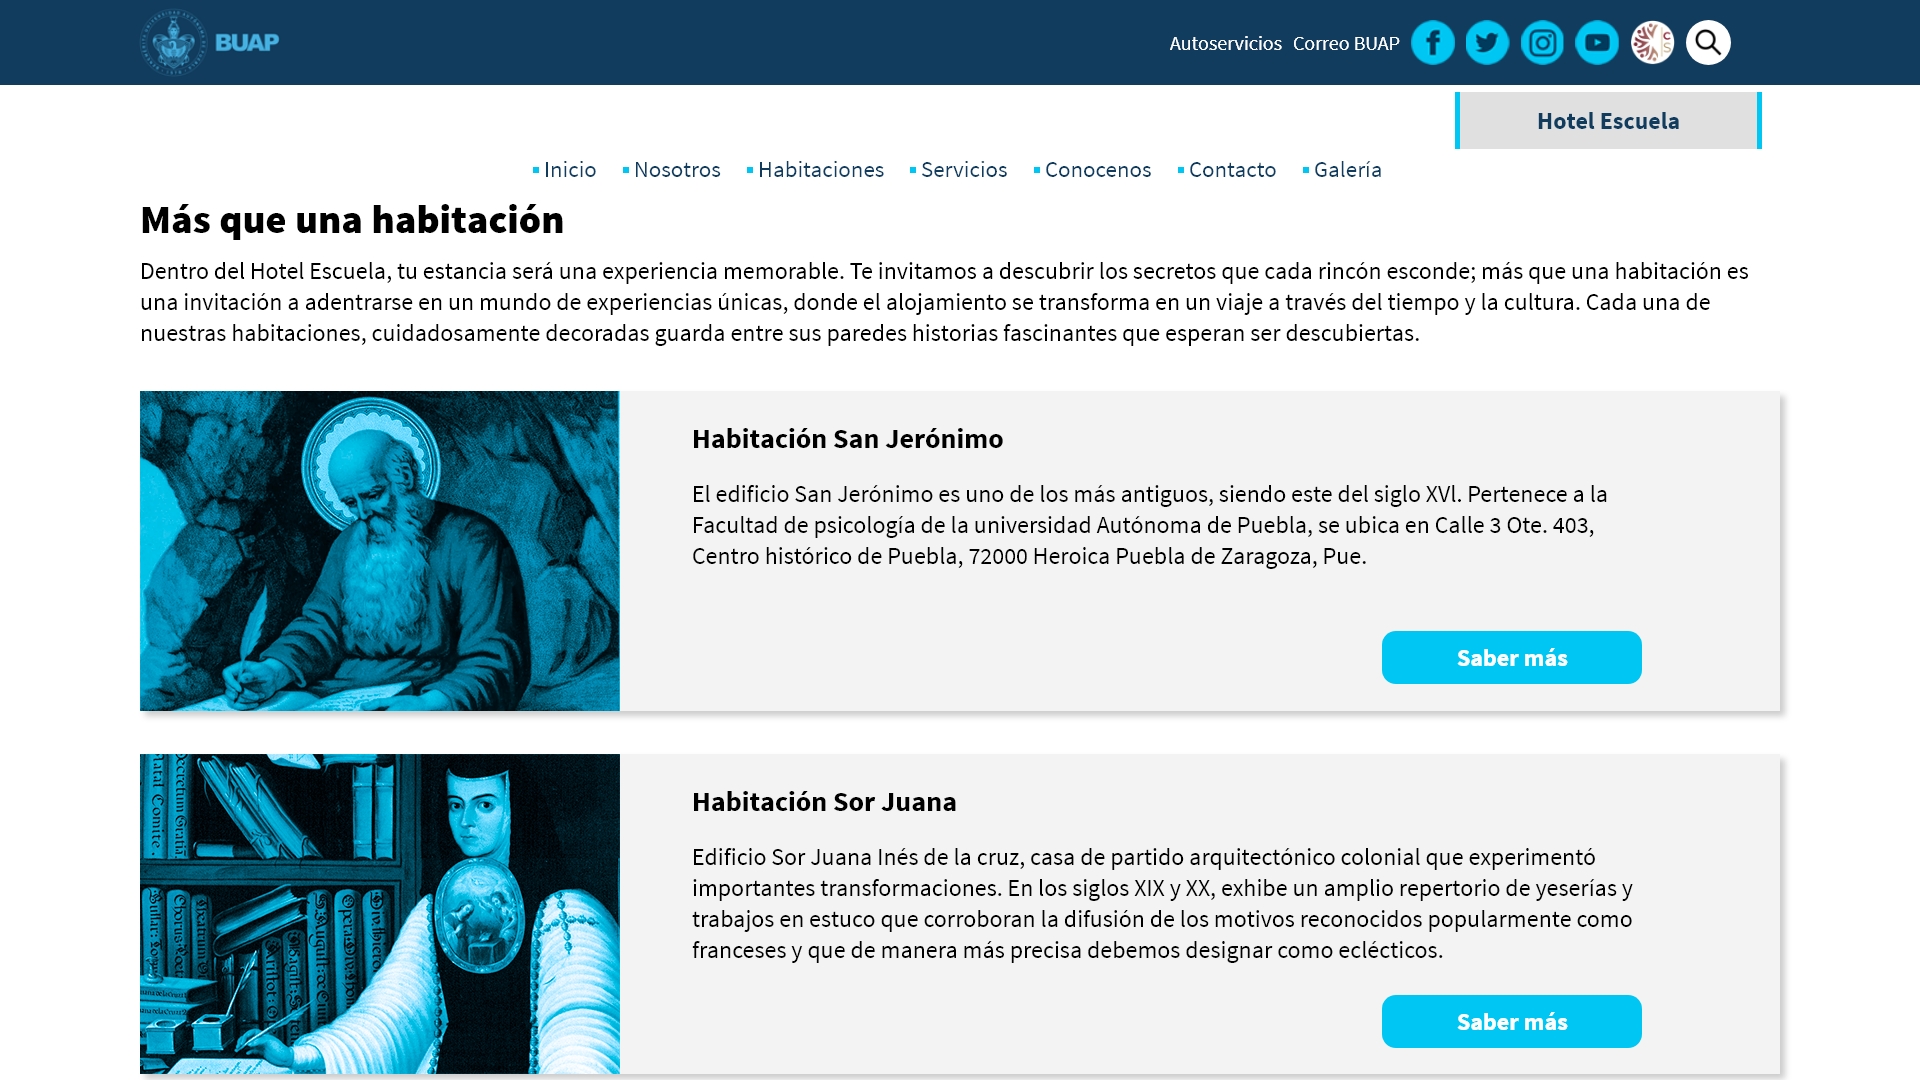 BUAP
Autoservicios Correo BUAP
Hotel Escuela
Inicio Nosotros Habitaciones Servicios Conocenos Contacto Galería
Más que una habitación
Dentro del Hotel Escuela, tu estancia será una experiencia memorable. Te invitamos a descubrir los secretos que cada rincón esconde; más que una habitación es
una invitación a adentrarse en un mundo de experiencias únicas, donde el alojamiento se transforma en un viaje a través del tiempo y la cultura. Cada una de
nuestras habitaciones, cuidadosamente decoradas guarda entre sus paredes historias fascinantes que esperan ser descubiertas.
Habitación San Jerónimo
El edificio San Jerónimo es uno de los más antiguos, siendo este del siglo XVl. Pertenece a la
Facultad de psicología de la universidad Autónoma de Puebla, se ubica en Calle 3 Ote. 403,
Centro histórico de Puebla, 72000 Heroica Puebla de Zaragoza, Pue.
Saber más
Habitación Sor Juana
Edificio Sor Juana Inés de la cruz, casa de partido arquitectónico colonial que experimentó
importantes transformaciones. En los siglos XIX y XX, exhibe un amplio repertorio de yeserías y
trabajos en estuco que corroboran la difusión de los motivos reconocidos popularmente como
franceses y que de manera más precisa debemos designar como eclécticos.
Saber más